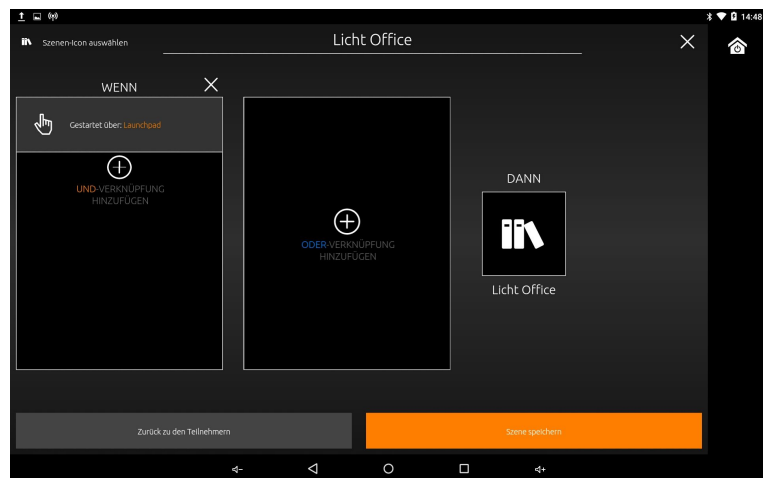 14:48
Szenen-Icon auswählen
Licht Office
WENN
Gestartet über: Launchpad
UND-VERKNÜPFUNG
HINZUFÜGEN
ODER-VERKNÜPFUNG
HINZUFÜGEN
DANN
Licht Office
Zurück zu den Teilnehmern
Szene speichern